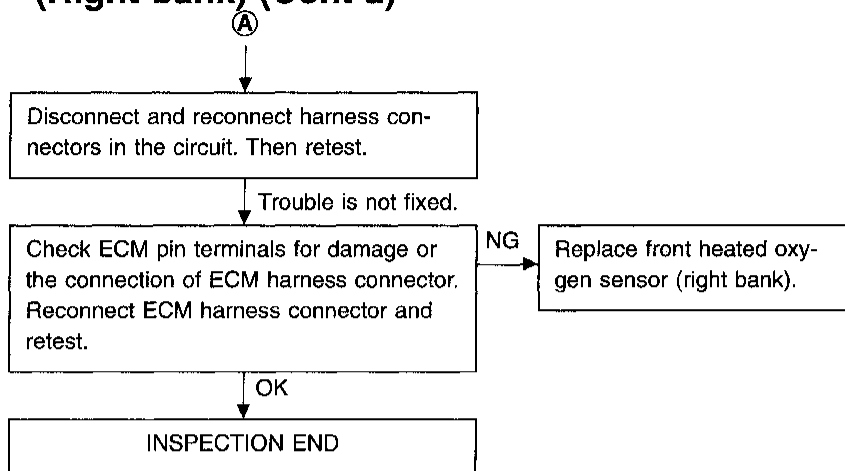 (Right bank) (Cont'd)
A
Disconnect and reconnect harness con-
nectors in the circuit. Then retest.
Trouble is not fixed.
Check ECM pin terminals for damage or
the connection of ECM harness connector.
Reconnect ECM harness connector and
retest.
NG
Replace front heated oxy-
gen sensor (right bank).
OK
INSPECTION END